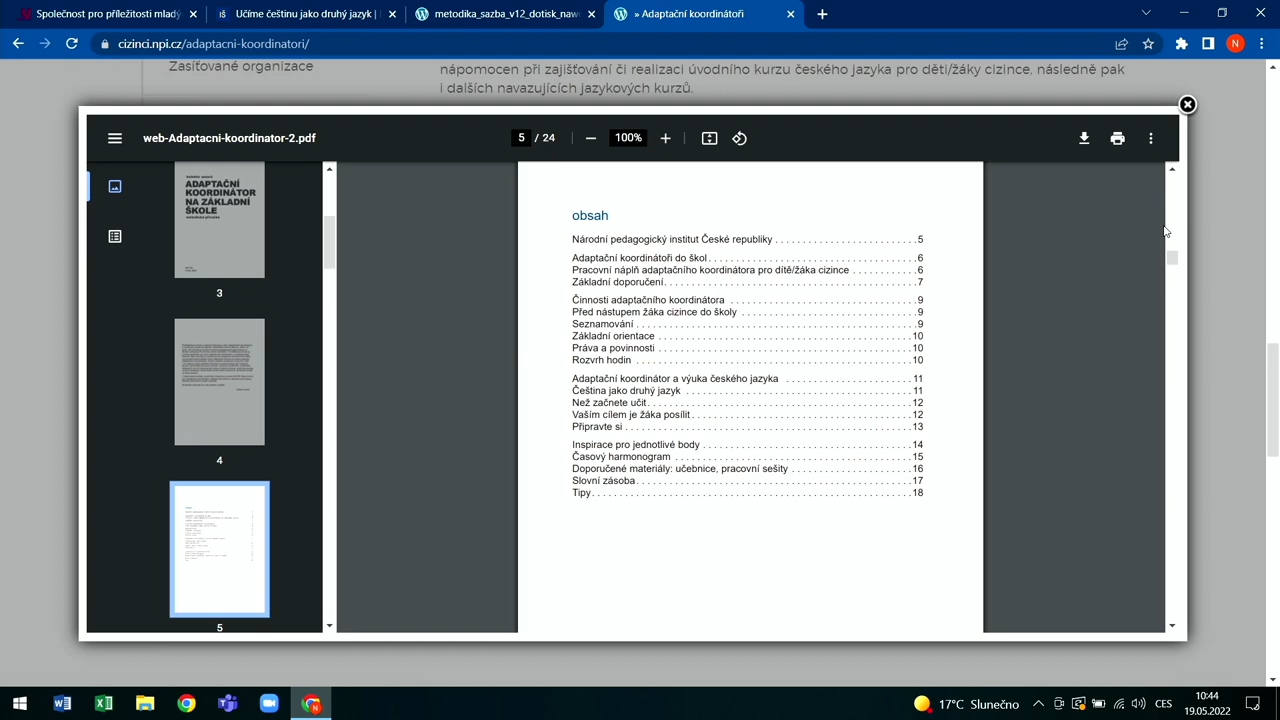 Společnost pro příležitosti mladý
Učíme češtinu jako druhý jazyk |
metodika_sazba_v12_dotisk_naw
» Adaptační koordinátoři
cizinci.npi.cz/adaptacni-koordinatori/
N
Zasíťované organizace
nápomocen při zajišťování či realizaci úvodního kurzu českého jazyka pro děti/žáky cizince, následně pak
i dalších navazujících jazykových kurzů.
web-Adaptacni-koordinator-2.pdf
5 / 24
100%
ADAPTAČNÍ
KOORDINÁTOR
NA ZÁKLADNÍ
ŠKOLE
3
4
5
obsah
Národní pedagogický institut České republiky . . . . . . . . . . . . . . . . . . . . . . . . . . 5
Adaptační koordinátoři do škol . . . . . . . . . . . . . . . . . . . . . . . . . . . . . . . . . . . . 6
Pracovní náplň adaptačního koordinátora pro dítě/žáka cizince . . . . . . . . . . . . 6
Základní doporučení . . . . . . . . . . . . . . . . . . . . . . . . . . . . . . . . . . . . . . . . . . . 7
Činnosti adaptačního koordinátora . . . . . . . . . . . . . . . . . . . . . . . . . . . . . . . . . 9
Před nástupem žáka cizince do školy . . . . . . . . . . . . . . . . . . . . . . . . . . . . . . . 9
Seznamování . . . . . . . . . . . . . . . . . . . . . . . . . . . . . . . . . . . . . . . . . . . . . . . . 9
Základní orientace . . . . . . . . . . . . . . . . . . . . . . . . . . . . . . . . . . . . . . . . . . . . 10
Práva a povinnosti . . . . . . . . . . . . . . . . . . . . . . . . . . . . . . . . . . . . . . . . . . . . 10
Rozvrh hodin . . . . . . . . . . . . . . . . . . . . . . . . . . . . . . . . . . . . . . . . . . . . . . . . 10
Adaptační koordinátor a výuka českého jazyka . . . . . . . . . . . . . . . . . . . . . . . 11
Čeština jako druhý jazyk . . . . . . . . . . . . . . . . . . . . . . . . . . . . . . . . . . . . . . . 11
Než začnete učit . . . . . . . . . . . . . . . . . . . . . . . . . . . . . . . . . . . . . . . . . . . . . 12
Vaším cílem je žáka posílit . . . . . . . . . . . . . . . . . . . . . . . . . . . . . . . . . . . . . . 12
Připravte si . . . . . . . . . . . . . . . . . . . . . . . . . . . . . . . . . . . . . . . . . . . . . . . . . 13
Inspirace pro jednotlivé body . . . . . . . . . . . . . . . . . . . . . . . . . . . . . . . . . . . . 14
Časový harmonogram . . . . . . . . . . . . . . . . . . . . . . . . . . . . . . . . . . . . . . . . . 15
Doporučené materiály: učebnice, pracovní sešity . . . . . . . . . . . . . . . . . . . . . . 16
Slovní zásoba . . . . . . . . . . . . . . . . . . . . . . . . . . . . . . . . . . . . . . . . . . . . . . . 17
Tipy . . . . . . . . . . . . . . . . . . . . . . . . . . . . . . . . . . . . . . . . . . . . . . . . . . . . . . 18
17°C Slunečno
CES
10:44
19.05.2022